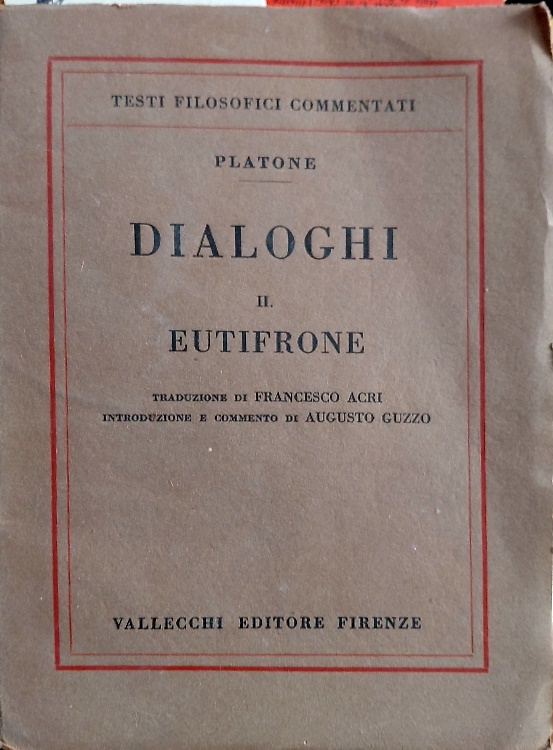 TESTI FILOSOFICI COMMENTATI
PLATONE
DIALOGHI
II.
EUTIFRONE
TRADUZIONE DI FRANCESCO ACRI
INTRODUZIONE E COMMENTO DI AUGUSTO GUZZO
VALLECCHI EDITORE FIRENZE